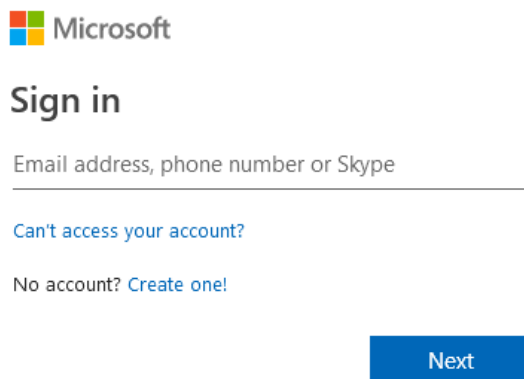 Microsoft
Sign in
Email address, phone number or Skype
Can't access your account?
No account? Create one!
Next